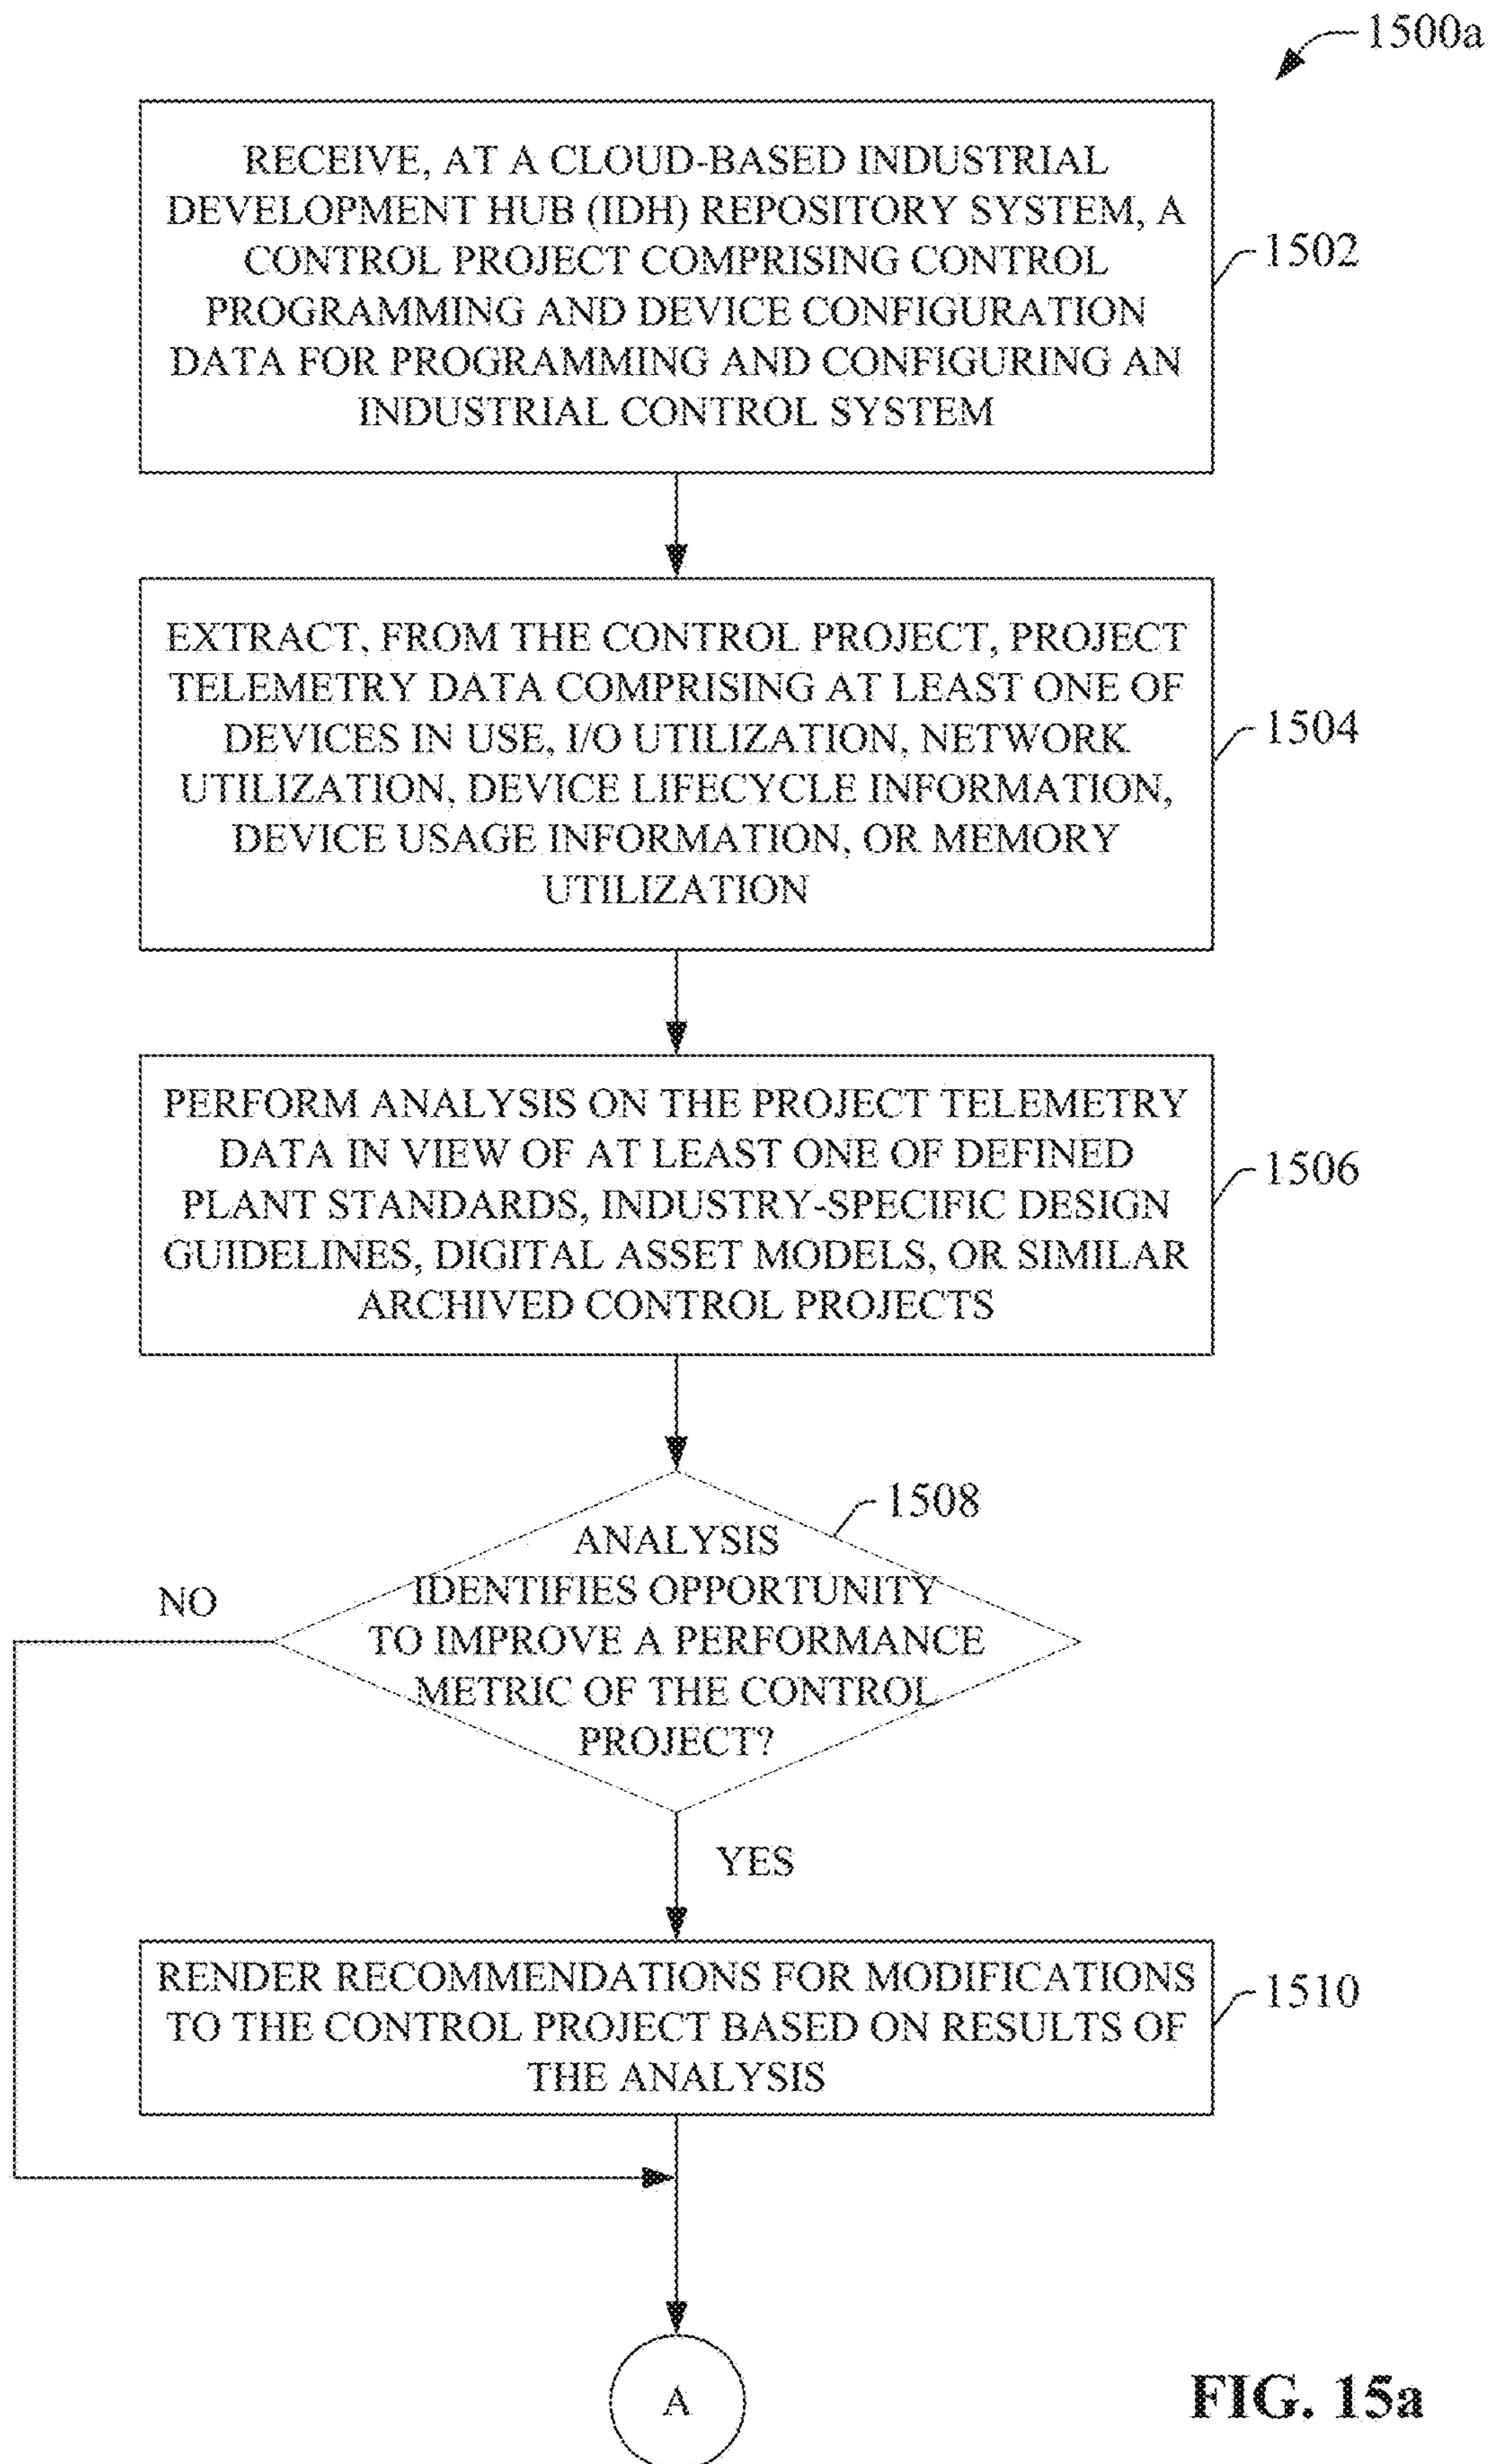 1500a
RECEIVE, AT A CLOUD-BASED INDUSTRIAL
DEVELOPMENT HUB (IDH) REPOSITORY SYSTEM, A
CONTROL PROJECT COMPRISING CONTROL
PROGRAMMING AND DEVICE CONFIGURATION
DATA FOR PROGRAMMING AND CONFIGURING AN
INDUSTRIAL CONTROL SYSTEM
1502
EXTRACT, FROM THE CONTROL PROJECT, PROJECT
TELEMETRY DATA COMPRISING AT LEAST ONE OF
DEVICES IN USE, I/O UTILIZATION, NETWORK
UTILIZATION, DEVICE LIFECYCLE INFORMATION,
DEVICE USAGE INFORMATION, OR MEMORY
UTILIZATION
1504
PERFORM ANALYSIS ON THE PROJECT TELEMETRY
DATA IN VIEW OF AT LEAST ONE OF DEFINED
PLANT STANDARDS, INDUSTRY-SPECIFIC DESIGN
GUIDELINES, DIGITAL ASSET MODELS, OR SIMILAR
ARCHIVED CONTROL PROJECTS
1506
1508
ANALYSIS
IDENTIFIES OPPORTUNITY
TO IMPROVE A PERFORMANCE
METRIC OF THE CONTROL
PROJECT?
NO
YES
RENDER RECOMMENDATIONS FOR MODIFICATIONS
TO THE CONTROL PROJECT BASED ON RESULTS OF
THE ANALYSIS
1510
A
FIG. 15a